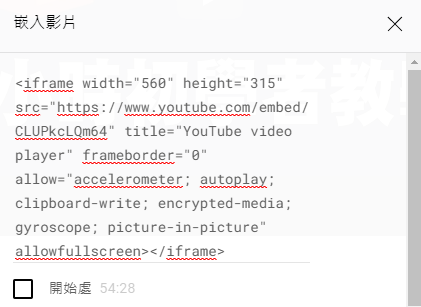 嵌入影片
<iframe width="560" height="315"
src="https://www.youtube.com/embed/
CLUPkcLQm64" title="YouTube video
player" frameborder="0"
allow="accelerometer; autoplay;
clipboard-write; encrypted-media;
gyroscope; picture-in-picture"
allowfullscreen></iframe>
開始處 54:28